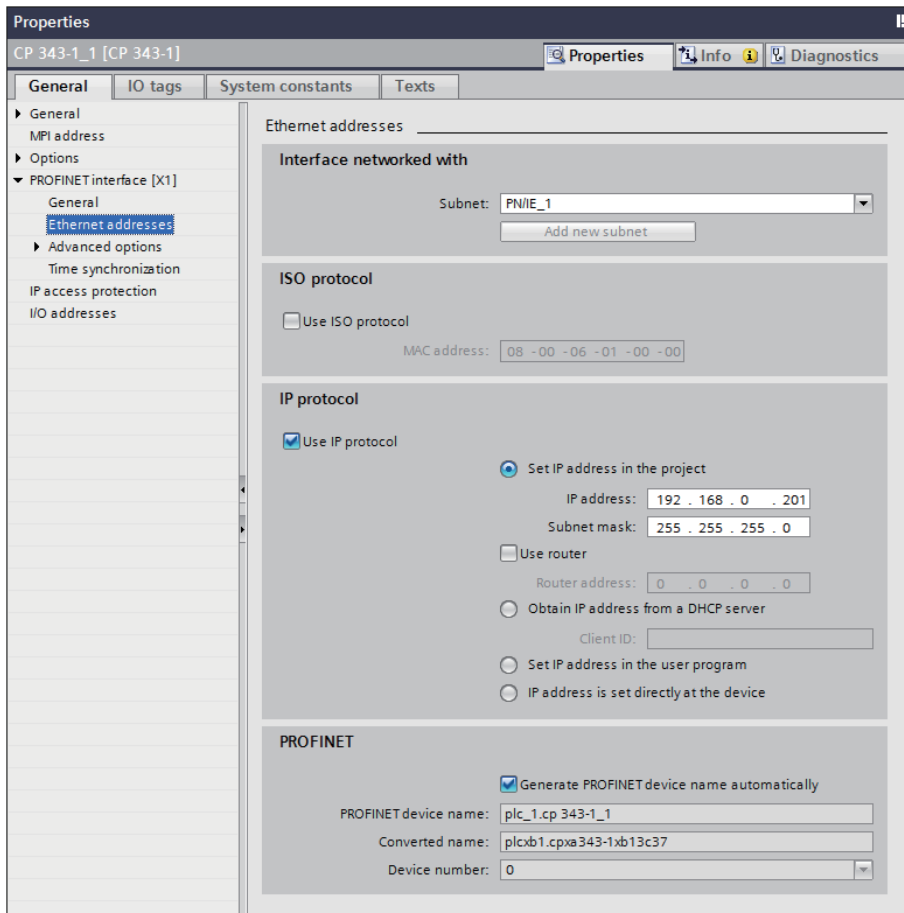 Properties
CP 343-1_1 [CP 343-1]
Properties
Info
Diagnostics
General
IO tags
System constants
Texts
General
MPI address
Options
PROFINET interface [X1]
General
Ethernet addresses
Advanced options
Time synchronization
IP access protection
I/O addresses
Ethernet addresses
Interface networked with
Subnet: PN/IE_1
Add new subnet
ISO protocol
Use ISO protocol
MAC address: 08 - 00 - 06 - 01 - 00 - 00
IP protocol
Use IP protocol
Set IP address in the project
IP address: 192 . 168 . 0 . 201
Subnet mask: 255 . 255 . 255 . 0
Use router
Router address: 0 . 0 . 0 . 0
Obtain IP address from a DHCP server
Client ID:
Set IP address in the user program
IP address is set directly at the device
PROFINET
Generate PROFINET device name automatically
PROFINET device name: plc_1.cp 343-1_1
Converted name: plcxb1.cpxa343-1xb13c37
Device number: 0